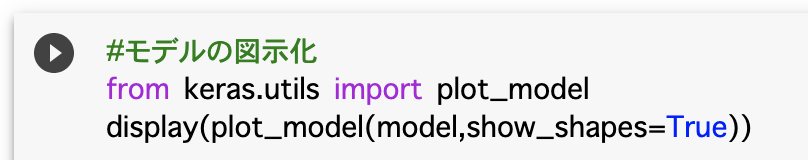 #モデルの図示化
from keras.utils import plot_model
display(plot_model(model,show_shapes=True))